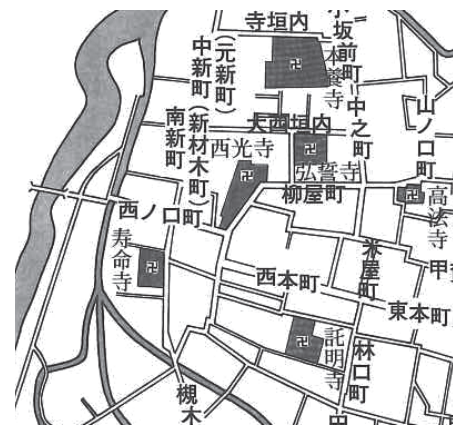 寺垣内
坂前町
本養寺
中新町
(元新町)
南新町
(新材木町)
大西垣内
中之町
山ノ口町
西光寺
弘誓寺
柳屋町
高法寺
西ノ口町
寿命寺
西本町
米屋町
甲
東本町
託明寺
林口町
槻木